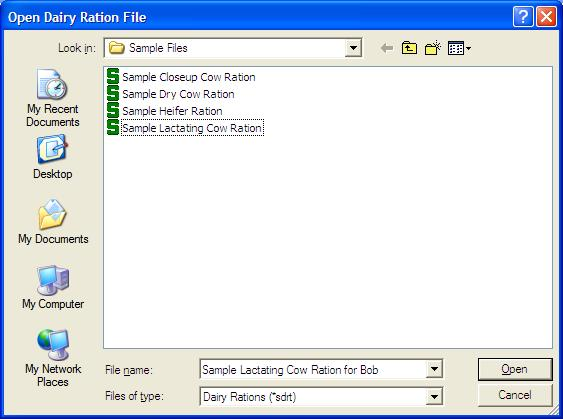 Open Dairy Ration File
Look in: Sample Files
Sample Closeup Cow Ration
Sample Dry Cow Ration
Sample Heifer Ration
Sample Lactating Cow Ration
My Recent
Documents
Desktop
My Documents
My Computer
My Network
Places
File name: Sample Lactating Cow Ration for Bob Open
Files of type: Dairy Rations (*sdrt) Cancel